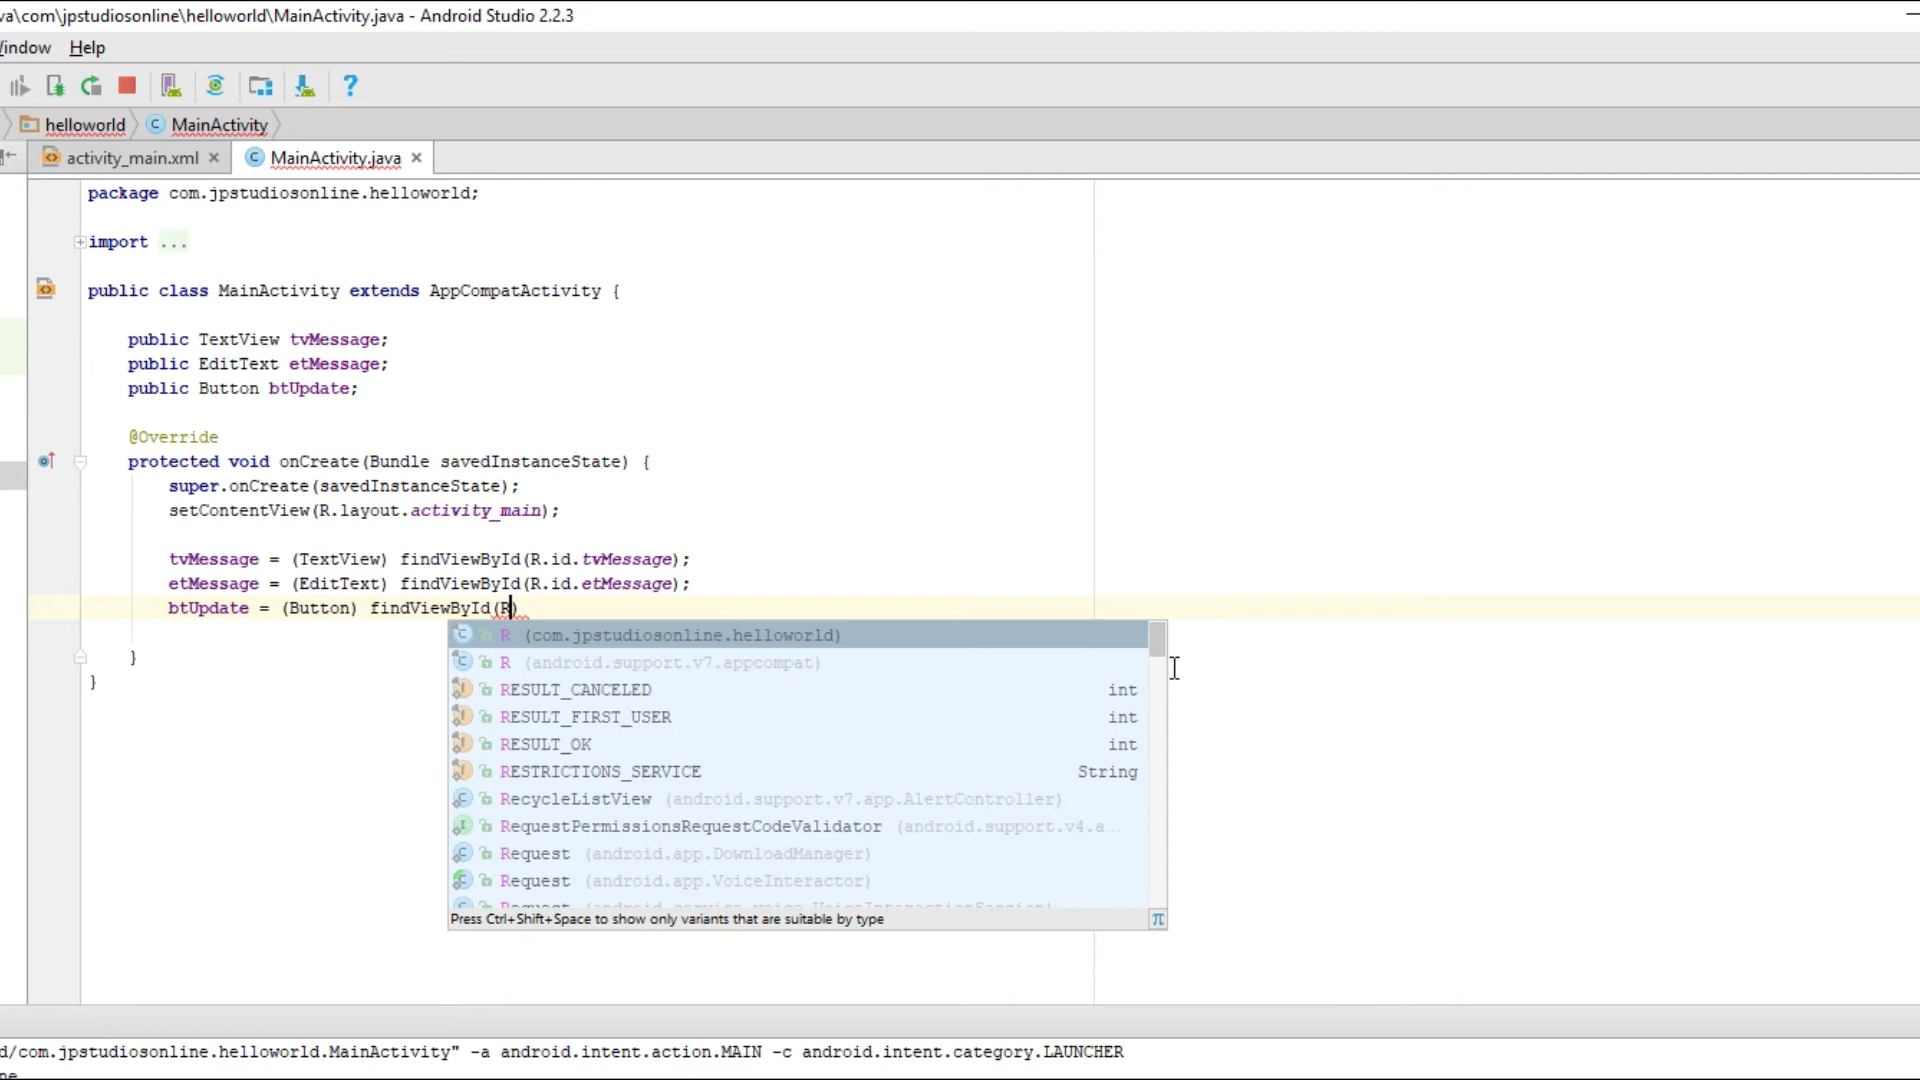 va\com\jpstudiosonline\helloworld\MainActivity.java - Android Studio 2.2.3
Window Help
helloworld MainActivity
activity_main.xml MainActivity.java
package com.jpstudiosonline.helloworld;
import ...
public class MainActivity extends AppCompatActivity {
public TextView tvMessage;
public EditText etMessage;
public Button btUpdate;
@Override
protected void onCreate(Bundle savedInstanceState) {
super.onCreate(savedInstanceState);
setContentView(R.layout.activity_main);
tvMessage = (TextView) findViewById(R.id.tvMessage);
etMessage = (EditText) findViewById(R.id.etMessage);
btUpdate = (Button) findViewById(R)
R (com.jpstudiosonline.helloworld)
}
R (android.support.v7.appcompat)
}
RESULT_CANCELED int
RESULT_FIRST_USER int
RESULT_OK int
RESTRICTIONS_SERVICE String
RecycleListView (android.support.v7.app.AlertController)
RequestPermissionsRequestCodeValidator (android.support.v4.a...
Request (android.app.DownloadManager)
Request (android.app.VoiceInteractor)
Request (android.service.voice.VoiceInteractionSession)
Press Ctrl+Shift+Space to show only variants that are suitable by type π
d/com.jpstudiosonline.helloworld.MainActivity" -a android.intent.action.MAIN -c android.intent.category.LAUNCHER